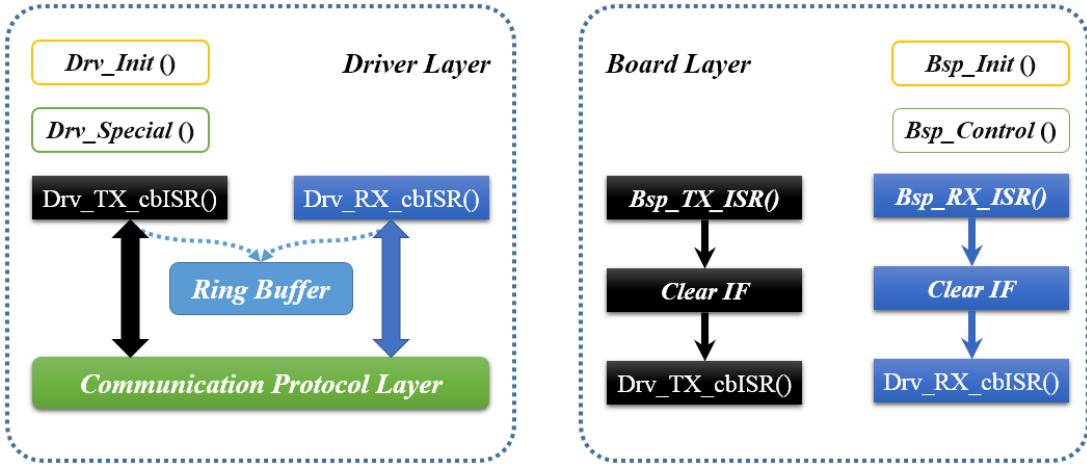 Drv_Init ()
Driver Layer
Drv_Special ()
Drv_TX_cbISR()
Drv_RX_cbISR()
Ring Buffer
Communication Protocol Layer
Board Layer
Bsp_Init ()
Bsp_Control ()
Bsp_TX_ISR()
Bsp_RX_ISR()
Clear IF
Clear IF
Drv_TX_cbISR()
Drv_RX_cbISR()